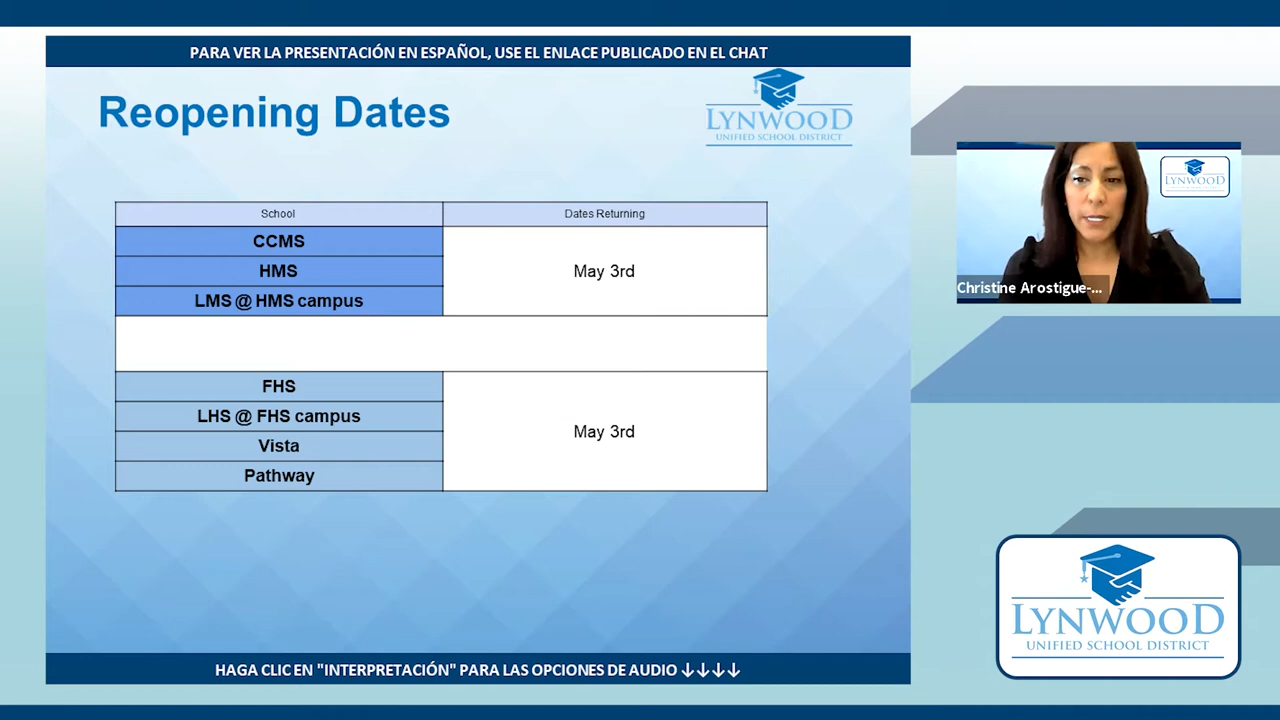 PARA VER LA PRESENTACIÓN EN ESPAÑOL, USE EL ENLACE PUBLICADO EN EL CHAT
Reopening Dates
LYNWOOD
UNIFIED SCHOOL DISTRICT
School
Dates Returning
CCMS
HMS
LMS @ HMS campus
May 3rd
FHS
LHS @ FHS campus
Vista
Pathway
May 3rd
HAGA CLIC EN "INTERPRETACIÓN" PARA LAS OPCIONES DE AUDIO ↓↓↓↓
LYNWOOD
Christine Arostigue-...
LYNWOOD
UNIFIED SCHOOL DISTRICT